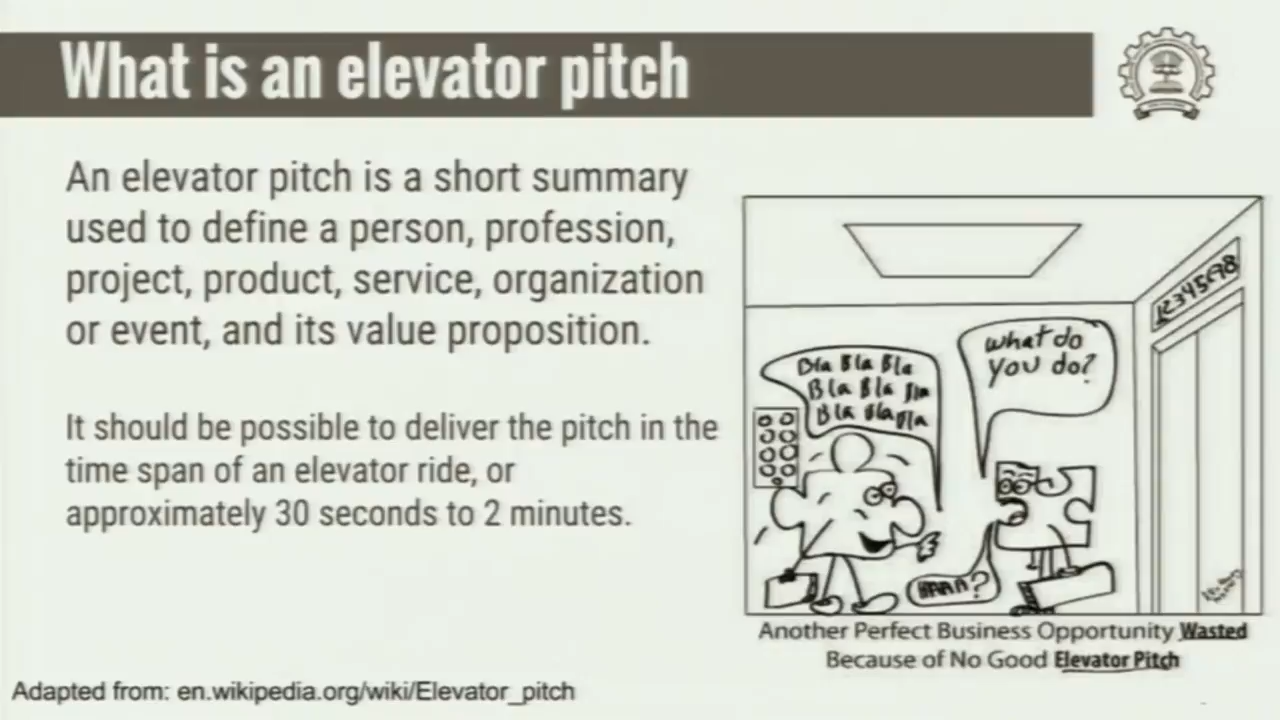 What is an elevator pitch
An elevator pitch is a short summary
used to define a person, profession,
project, product, service, organization
or event, and its value proposition.
It should be possible to deliver the pitch in the
time span of an elevator ride, or
approximately 30 seconds to 2 minutes.
12345678
What do
you do?
Bla Bla Bla
Bla Bla Bla
Bla Bla Bla
Another Perfect Business Opportunity Wasted
Because of No Good Elevator Pitch
Adapted from: en.wikipedia.org/wiki/Elevator_pitch